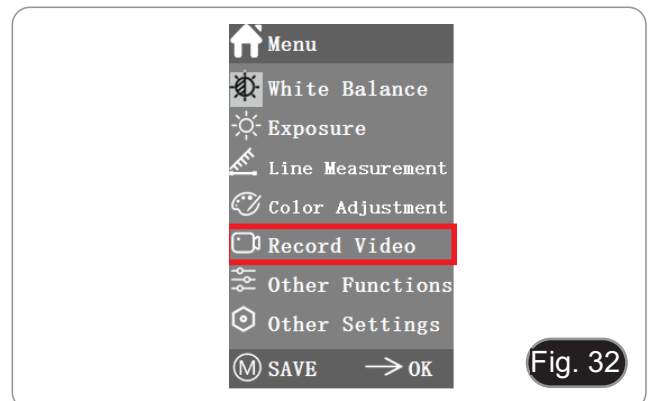 Menu
White Balance
Exposure
Line Measurement
Color Adjustment
Record Video
Other Functions
Other Settings
M SAVE → OK
Fig. 32